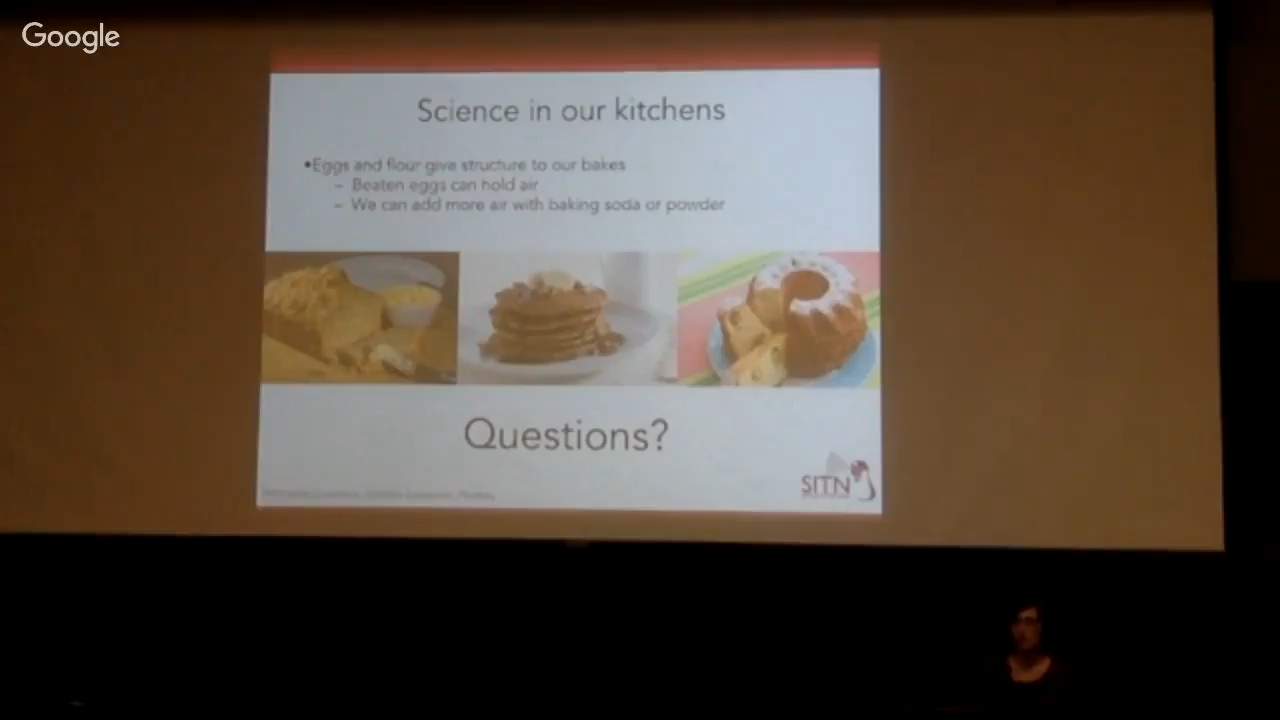 Google
Science in our kitchens
•Eggs and flour give structure to our bakes
– Beaten eggs can hold air
– We can add more air with baking soda or powder
Questions?
SITN